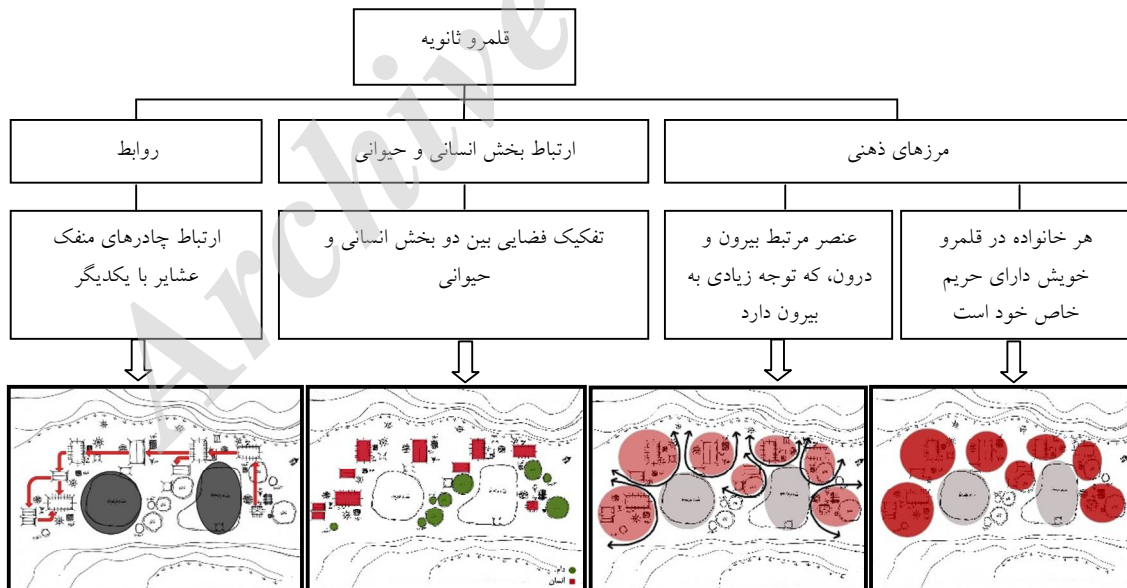 قلمرو ثانویه
مرزهای ذهنی
ارتباط بخش انسانی و حیوانی
روابط
هر خانواده در قلمرو
خویش دارای حریم
خاص خود است
عنصر مرتبط بیرون و
درون، که توجه زیادی به
بیرون دارد
تفکیک فضایی بین دو بخش انسانی و
حیوانی
ارتباط چادرهای منفک
عشایر با یکدیگر
دام
انسان
Archive